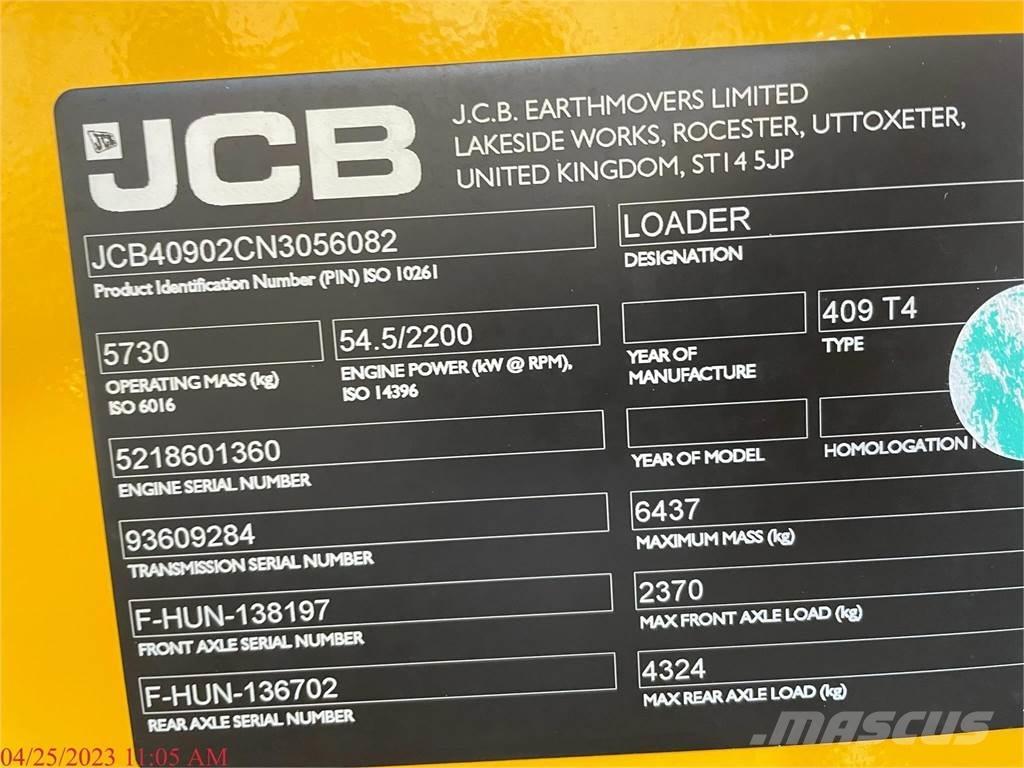 JCB
J.C.B. EARTHMOVERS LIMITED
LAKESIDE WORKS, ROCESTER, UTTOXETER,
UNITED KINGDOM, ST14 5JP
JCB40902CN3056082
Product Identification Number (PIN) ISO 10261
LOADER
DESIGNATION
5730
OPERATING MASS (kg)
ISO 6016
54.5/2200
ENGINE POWER (kW @ RPM),
ISO 14396
YEAR OF
MANUFACTURE
409 T4
TYPE
5218601360
ENGINE SERIAL NUMBER
YEAR OF MODEL
HOMOLOGATION
93609284
TRANSMISSION SERIAL NUMBER
6437
MAXIMUM MASS (kg)
F-HUN-138197
FRONT AXLE SERIAL NUMBER
2370
MAX FRONT AXLE LOAD (kg)
F-HUN-136702
REAR AXLE SERIAL NUMBER
4324
MAX REAR AXLE LOAD (kg)
04/25/2023 11:05 AM
MASCUS